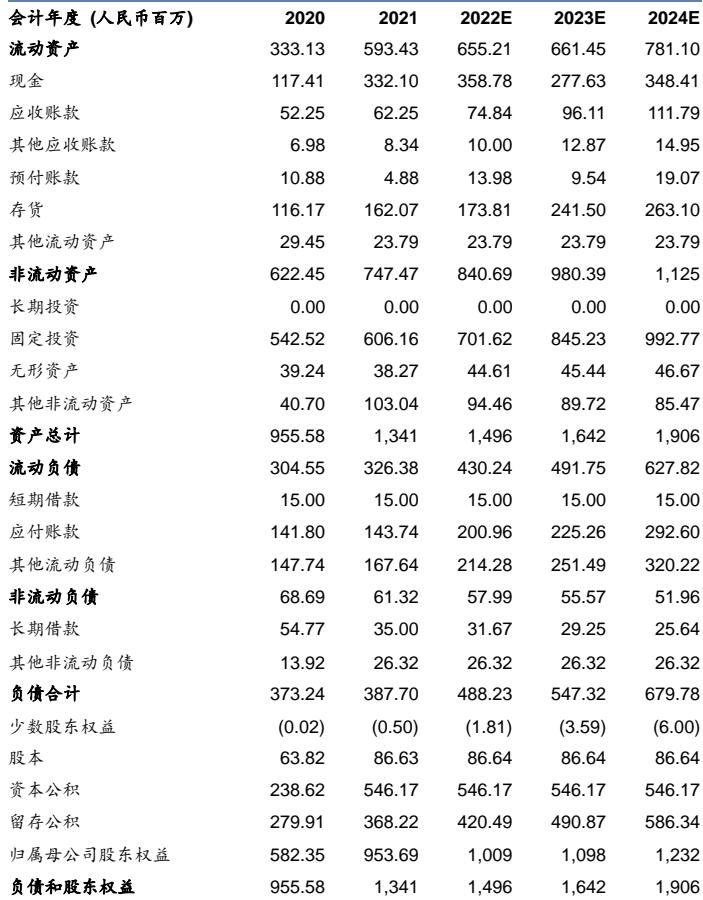 会计年度 (人民币百万) 2020 2021 2022E 2023E 2024E
流动资产 333.13 593.43 655.21 661.45 781.10
现金 117.41 332.10 358.78 277.63 348.41
应收账款 52.25 62.25 74.84 96.11 111.79
其他应收账款 6.98 8.34 10.00 12.87 14.95
预付账款 10.88 4.88 13.98 9.54 19.07
存货 116.17 162.07 173.81 241.50 263.10
其他流动资产 29.45 23.79 23.79 23.79 23.79
非流动资产 622.45 747.47 840.69 980.39 1,125
长期投资 0.00 0.00 0.00 0.00 0.00
固定投资 542.52 606.16 701.62 845.23 992.77
无形资产 39.24 38.27 44.61 45.44 46.67
其他非流动资产 40.70 103.04 94.46 89.72 85.47
资产总计 955.58 1,341 1,496 1,642 1,906
流动负债 304.55 326.38 430.24 491.75 627.82
短期借款 15.00 15.00 15.00 15.00 15.00
应付账款 141.80 143.74 200.96 225.26 292.60
其他流动负债 147.74 167.64 214.28 251.49 320.22
非流动负债 68.69 61.32 57.99 55.57 51.96
长期借款 54.77 35.00 31.67 29.25 25.64
其他非流动负债 13.92 26.32 26.32 26.32 26.32
负债合计 373.24 387.70 488.23 547.32 679.78
少数股东权益 (0.02) (0.50) (1.81) (3.59) (6.00)
股本 63.82 86.63 86.64 86.64 86.64
资本公积 238.62 546.17 546.17 546.17 546.17
留存公积 279.91 368.22 420.49 490.87 586.34
归属母公司股东权益 582.35 953.69 1,009 1,098 1,232
负债和股东权益 955.58 1,341 1,496 1,642 1,906